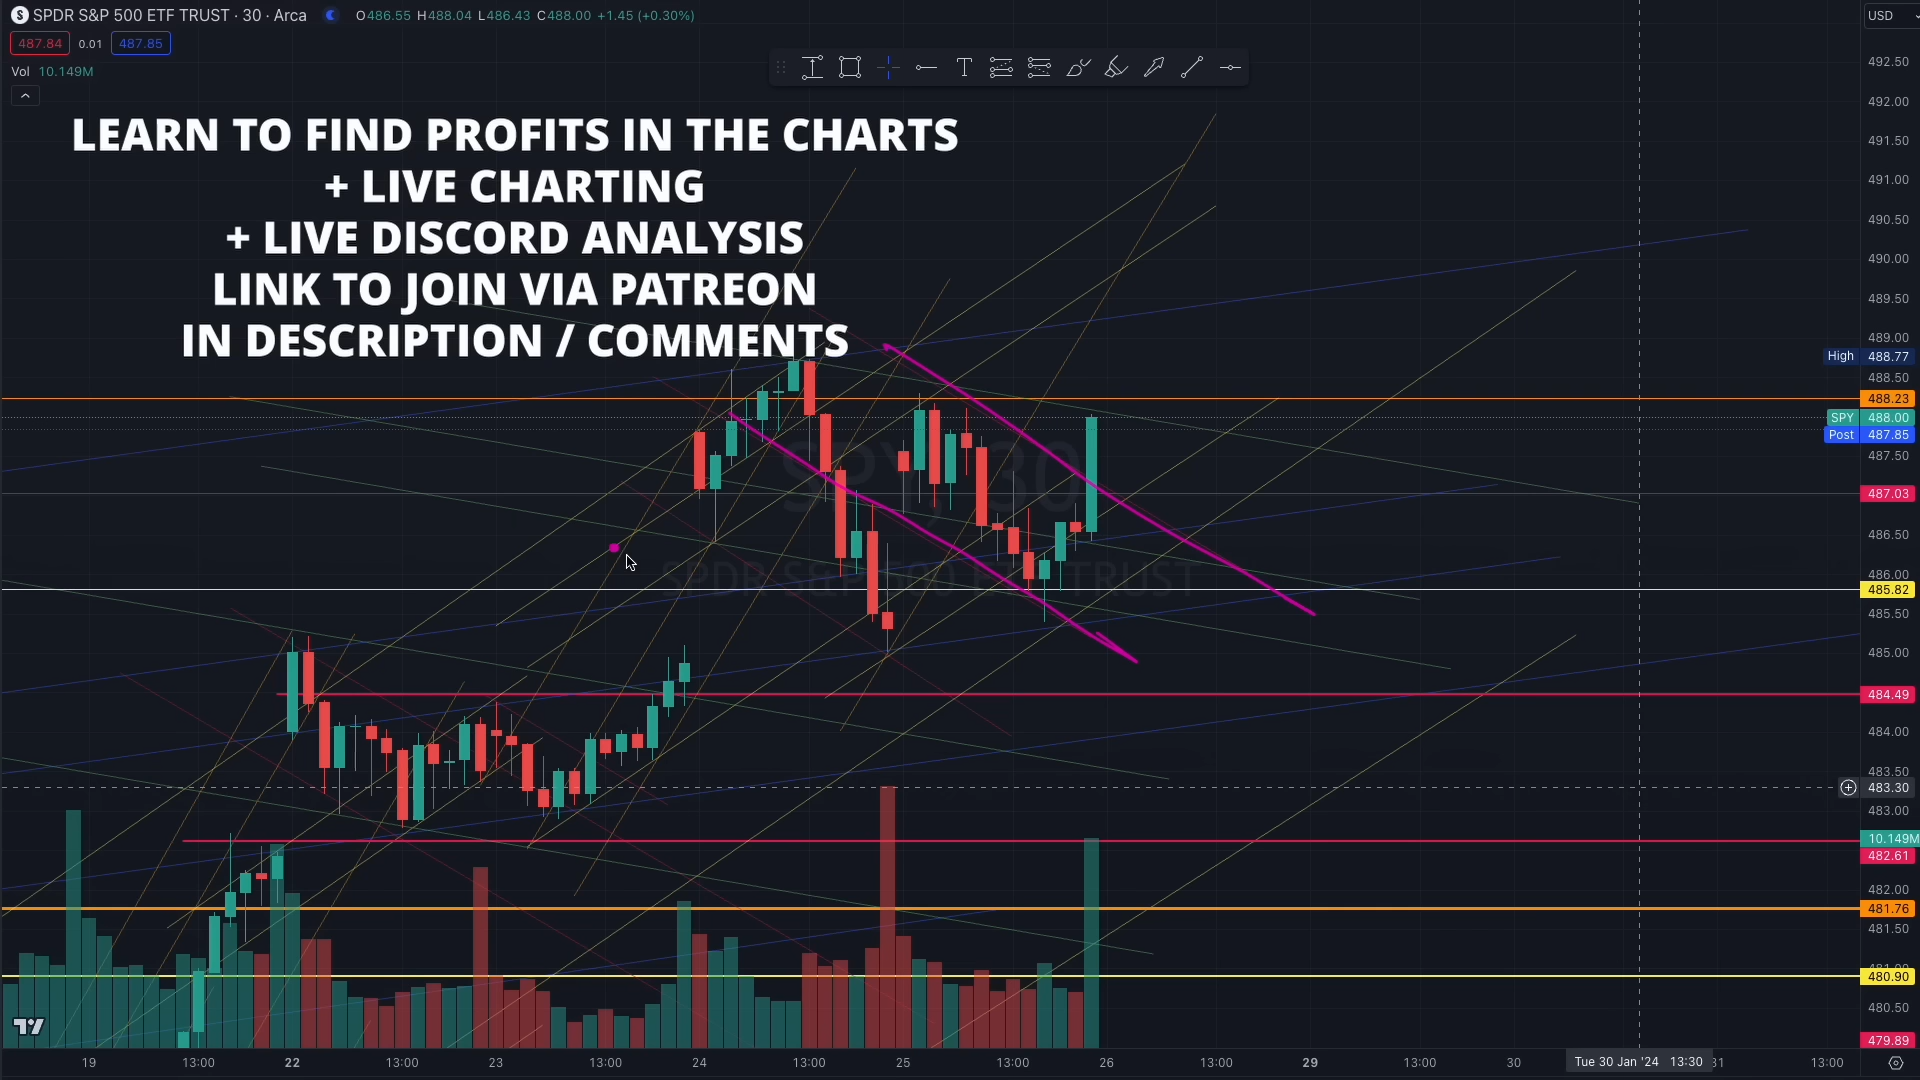 SPDR S&P 500 ETF TRUST · 30 · Arca O486.55 H488.04 L486.43 C488.00 +1.45 (+0.30%)
USD
487.84 0.01 487.85
Vol 10.149M
LEARN TO FIND PROFITS IN THE CHARTS
+ LIVE CHARTING
+ LIVE DISCORD ANALYSIS
LINK TO JOIN VIA PATREON
IN DESCRIPTION / COMMENTS
SPY, 30
SPDR S&P 500 ETF TRUST
492.50
492.00
491.50
491.00
490.50
490.00
489.50
489.00
High 488.77
488.50
488.23
SPY 488.00
Post 487.85
487.50
487.03
486.50
486.00
485.82
485.50
485.00
484.49
484.00
483.50
483.30
483.00
10.149M
482.61
482.00
481.76
481.50
480.90
480.50
479.89
19 13:00 22 13:00 23 13:00 24 13:00 25 13:00 26 13:00 29 13:00 30 Tue 30 Jan '24 13:30 31 13:00